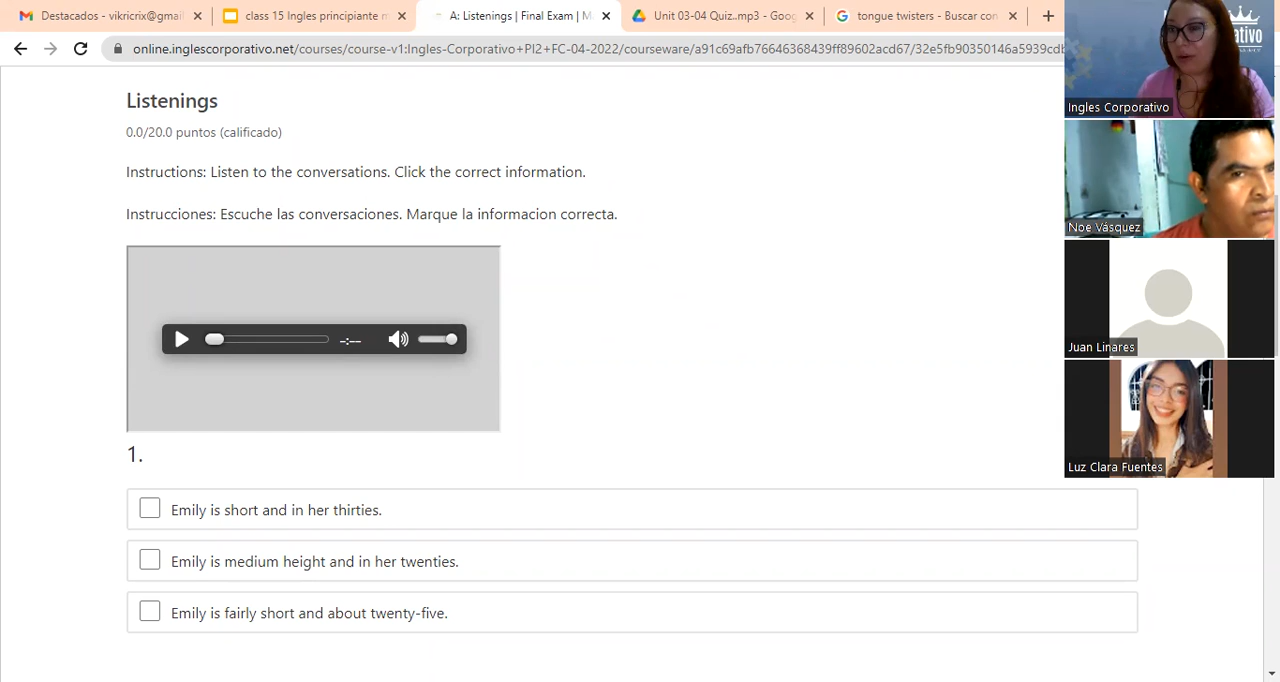 Destacados - vikricrix@gmai
class 15 Ingles principiante m
A: Listenings | Final Exam | M
Unit 03-04 Quiz..mp3 - Goog
tongue twisters - Buscar con
online.inglescorporativo.net/courses/course-v1:Ingles-Corporativo+PI2+FC-04-2022/courseware/a91c69afb76646368439ff89602acd67/32e5fb90350146a5939cdb
Ingles Corporativo
Noe Vásquez
Juan Linares
Luz Clara Fuentes
Listenings
0.0/20.0 puntos (calificado)
Instructions: Listen to the conversations. Click the correct information.
Instrucciones: Escuche las conversaciones. Marque la informacion correcta.
-:--
1.
Emily is short and in her thirties.
Emily is medium height and in her twenties.
Emily is fairly short and about twenty-five.